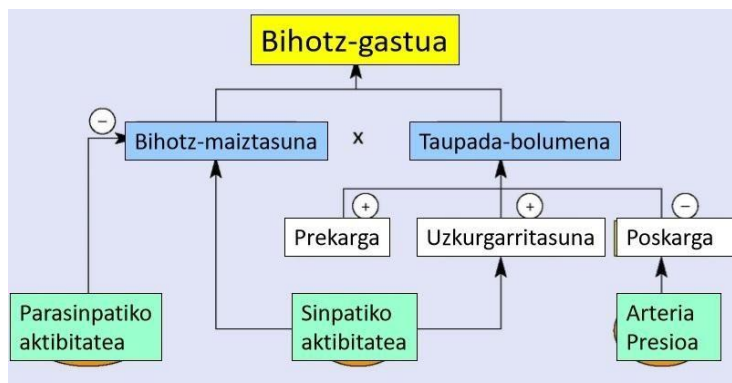 Bihotz-gastua
−
Bihotz-maiztasuna x Taupada-bolumena
+ + −
Prekarga Uzkurgarritasuna Poskarga
Parasinpatiko
aktibitatea
Sinpatiko
aktibitatea
Arteria
Presioa